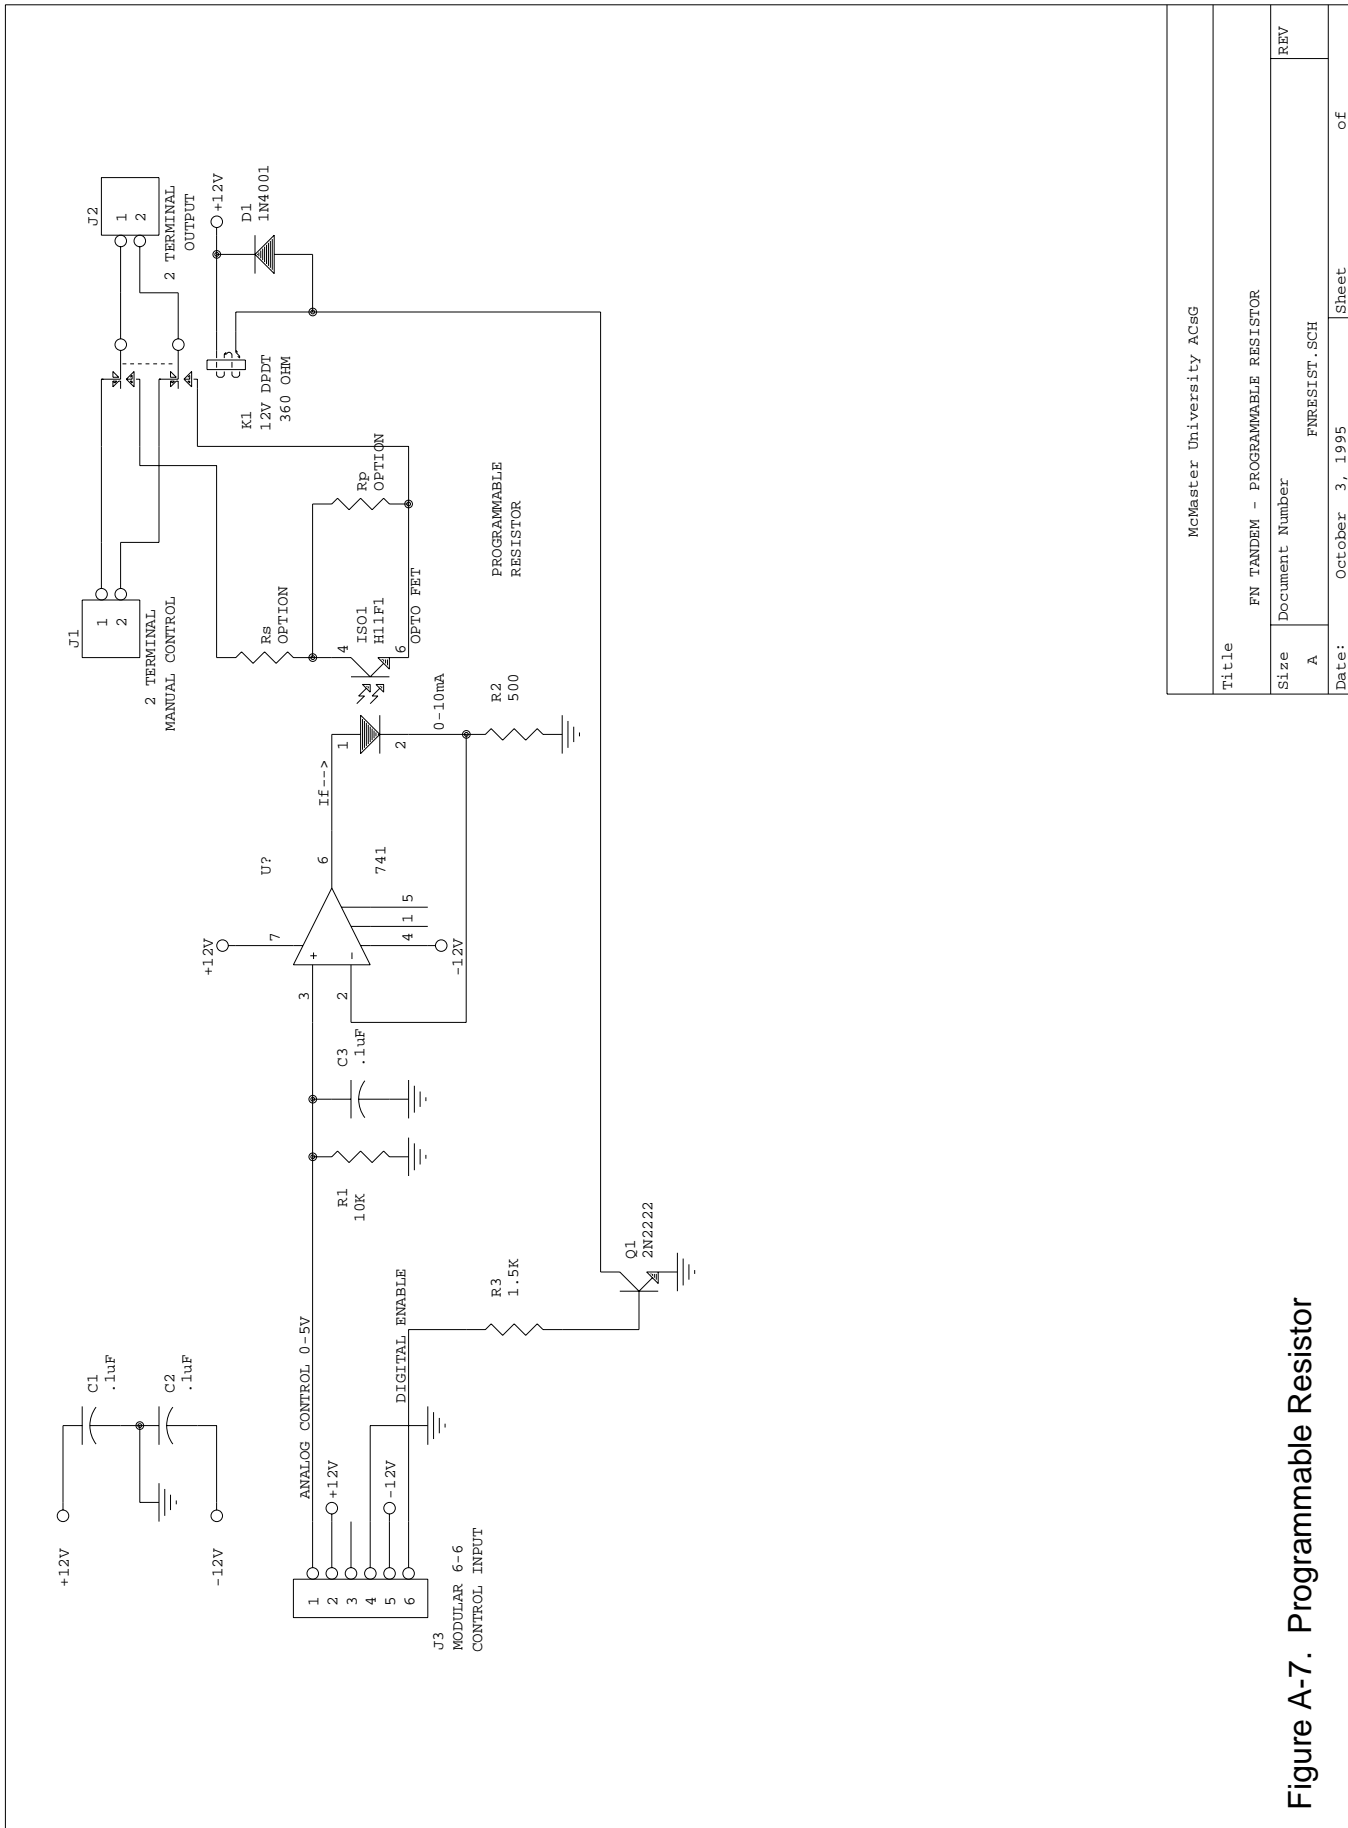 +12V
-12V
C1
.1uF
C2
.1uF
J3
MODULAR 6-6
CONTROL INPUT
1
2
3
4
5
6
ANALOG CONTROL 0-5V
+12V
-12V
DIGITAL ENABLE
R3
1.5K
Q1
2N2222
R1
10K
C3
.1uF
+12V
7
3
+
2
-
6
U?
741
4
1
5
-12V
If-->
1
2
0-10mA
R2
500
ISO1
H11F1
4
6
OPTO FET
Rs
OPTION
Rp
OPTION
PROGRAMMABLE
RESISTOR
J1
1
2
2 TERMINAL
MANUAL CONTROL
K1
12V DPDT
360 OHM
J2
1
2
2 TERMINAL
OUTPUT
+12V
D1
1N4001
McMaster University ACsG
Title
FN TANDEM - PROGRAMMABLE RESISTOR
Size
Document Number
REV
A
FNRESIST.SCH
Date:
October 3, 1995
Sheet
of
Figure A-7. Programmable Resistor